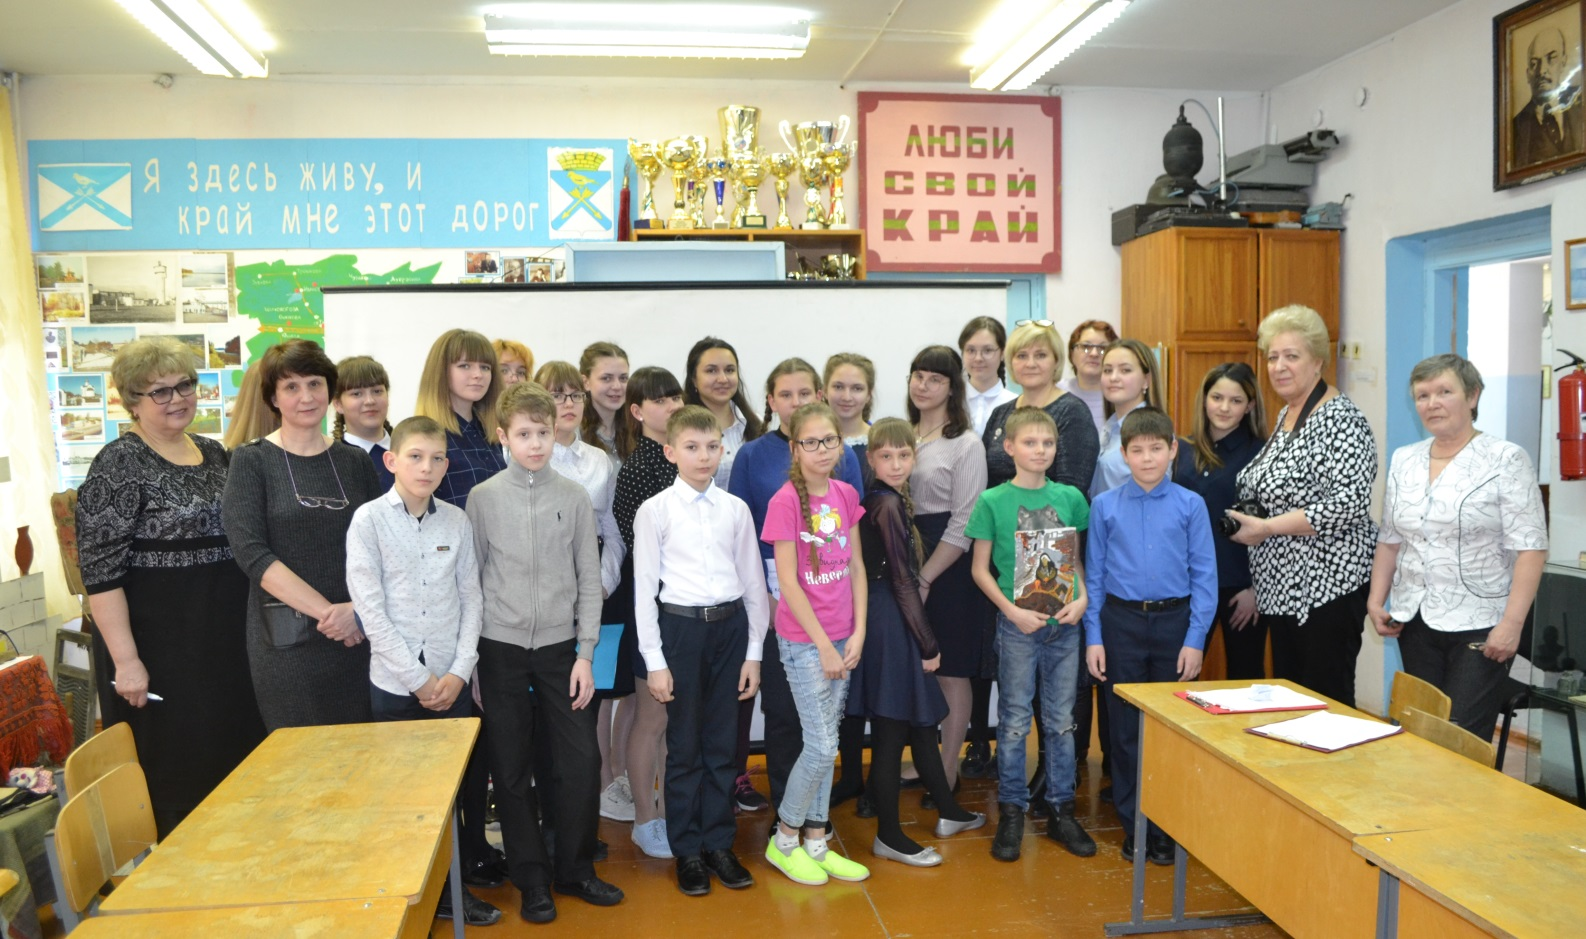 Я ЗДЕСЬ ЖИВУ, И
КРАЙ МНЕ ЭТОТ ДОРОГ
ЛЮБИ
СВОЙ
КРАЙ